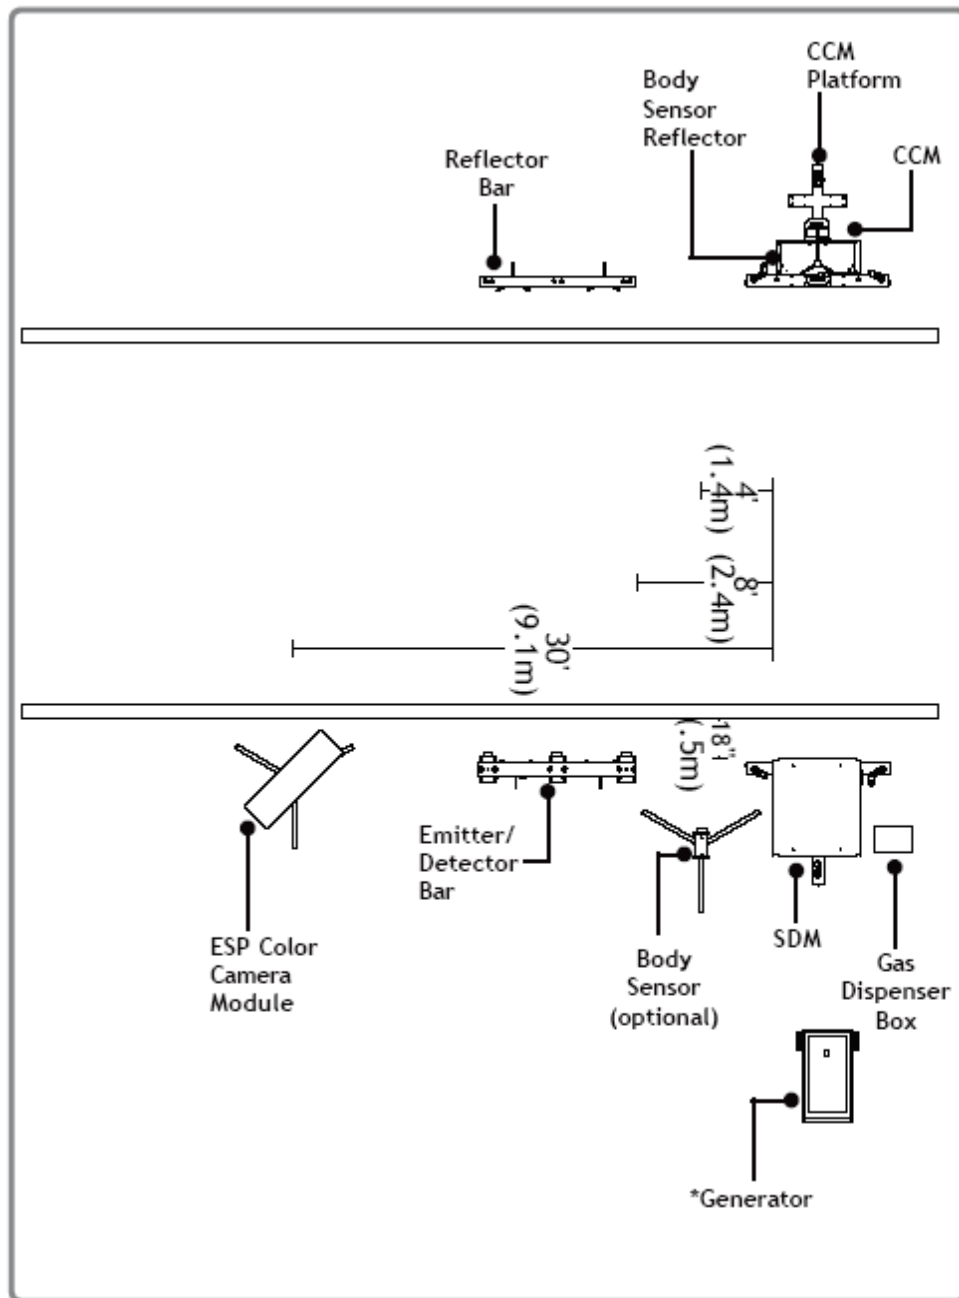 CCM
Platform
Body
Sensor
Reflector
CCM
Reflector
Bar
4'
(1.4m)
8'
(2.4m)
30'
(9.1m)
18"
(.5m)
Emitter/
Detector
Bar
ESP Color
Camera
Module
Body
Sensor
(optional)
SDM
Gas
Dispenser
Box
*Generator